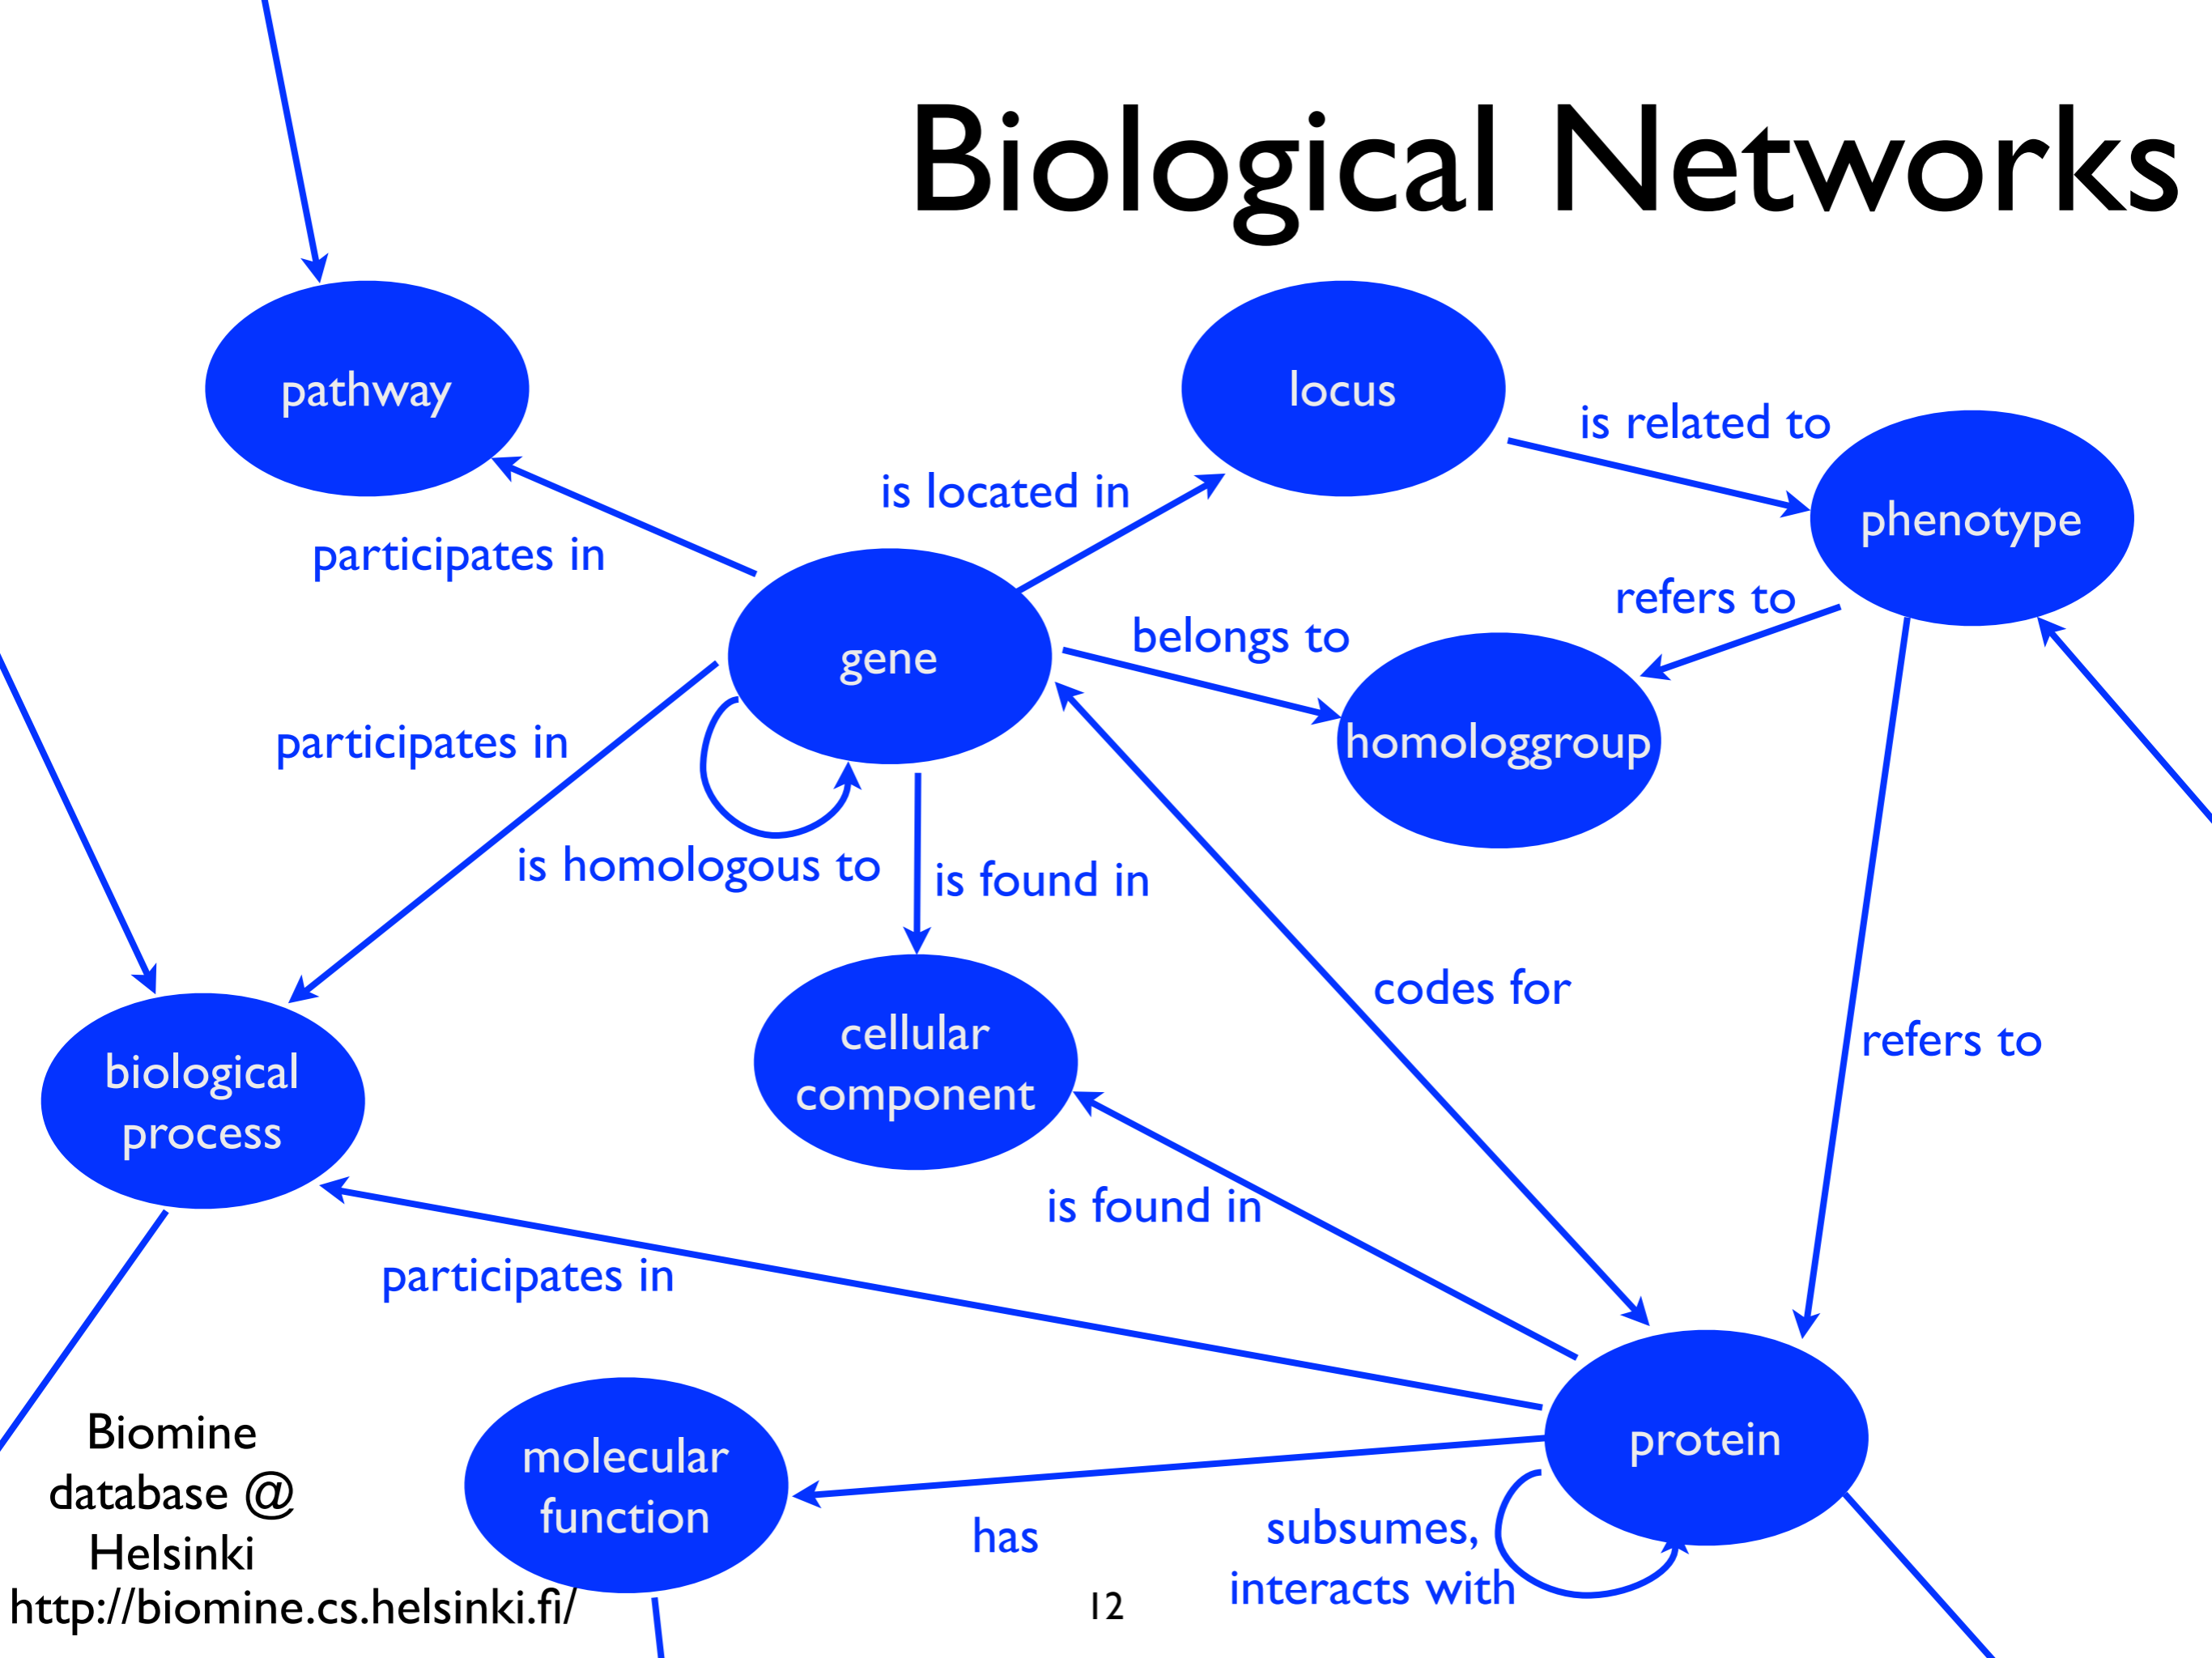 Biological Networks
pathway
locus
is related to
phenotype
is located in
participates in
refers to
belongs to
gene
homologgroup
participates in
is homologous to
is found in
codes for
cellular
component
refers to
biological
process
is found in
participates in
protein
molecular
function
has
subsumes,
interacts with
Biomine
database @
Helsinki
http://biomine.cs.helsinki.fi/
12